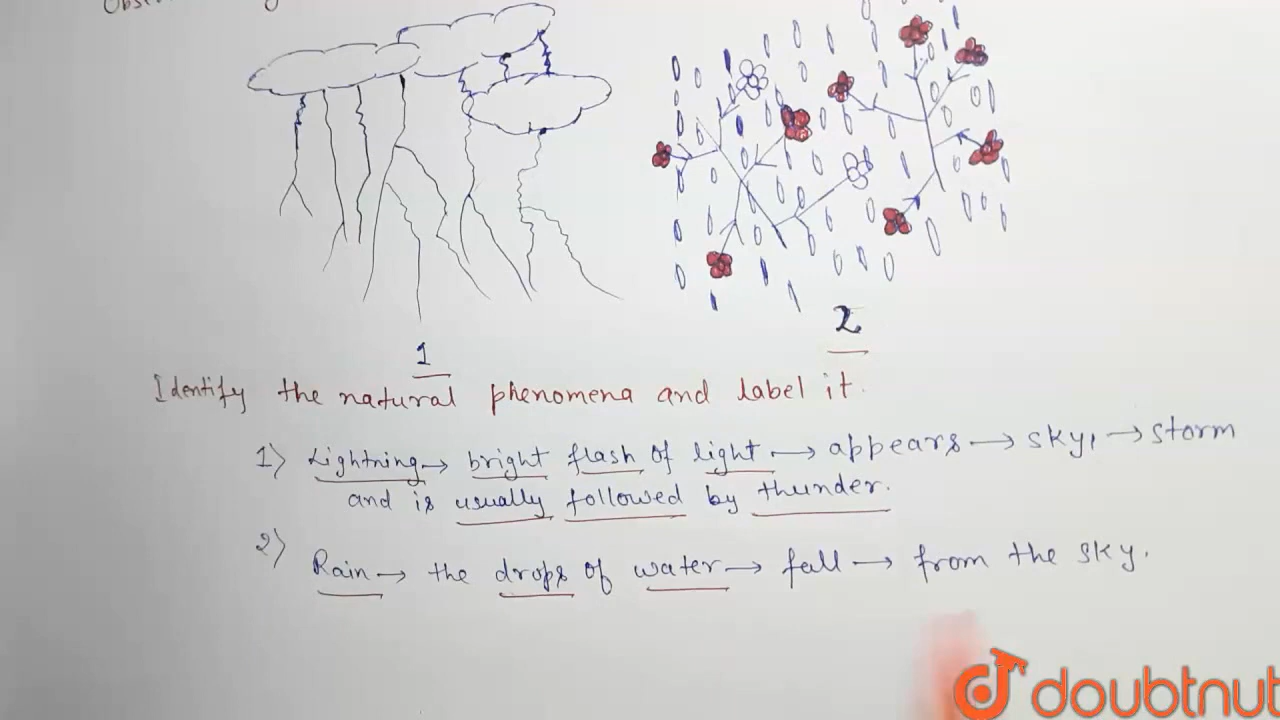 1
2
Identify the natural phenomena and label it.
1) Lightning→ bright flash of light → appears → sky, → storm
and is usually followed by thunder.
2) Rain → the drops of water → fall → from the sky.
doubtnut